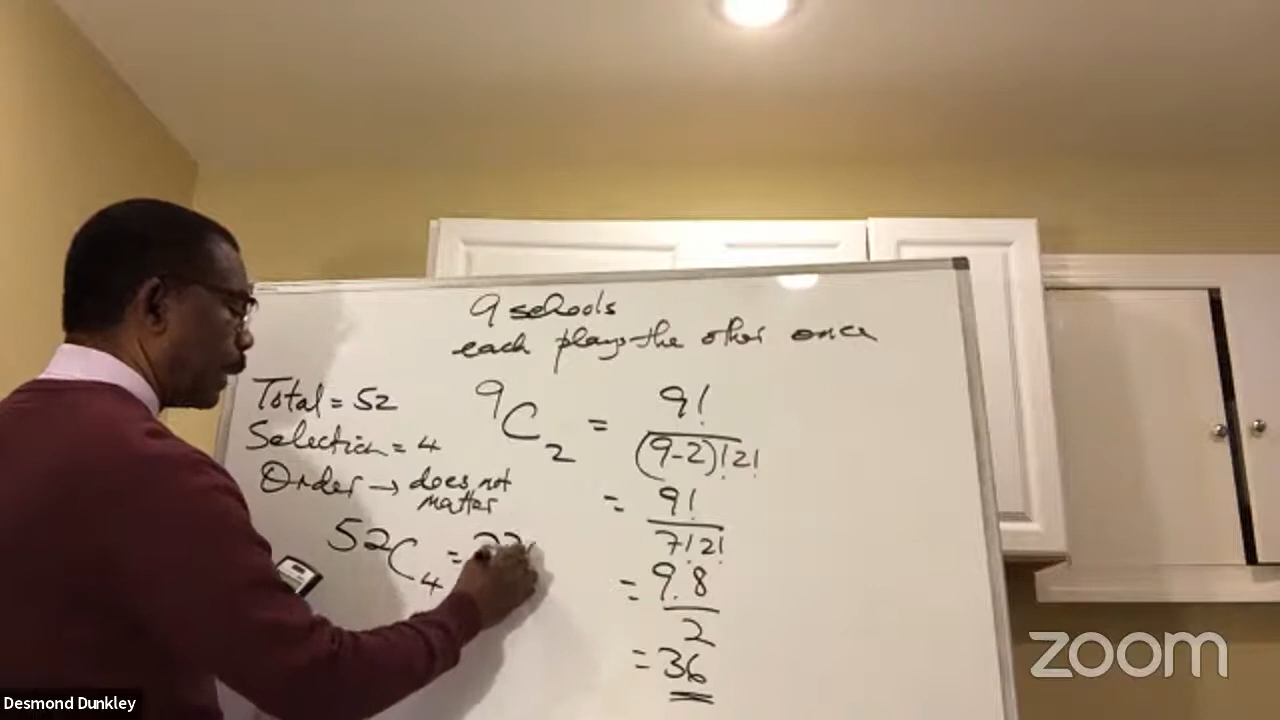 9 schools
each plays the other once
Total = 52
Selection = 4
Order → does not
matter
52C4 =
9C2 = 9!
(9-2)!2!
= 9!
7!2!
= 9.8
2
= 36
zoom
Desmond Dunkley